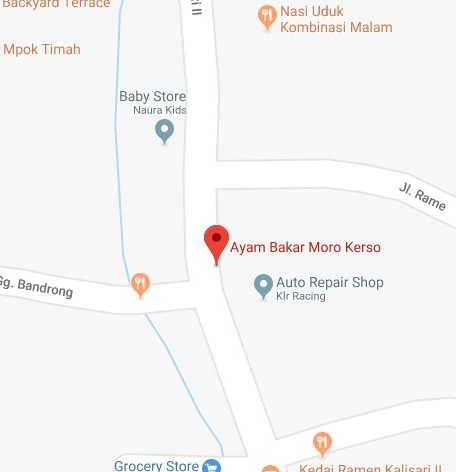 Backyard Terrace
Nasi Uduk
Kombinasi Malam
Mpok Timah
Baby Store
Naura Kids
Jl. Rame
Ayam Bakar Moro Kerso
Auto Repair Shop
Klr Racing
Gg. Bandrong
Grocery Store
Kedai Ramen Kalisari II